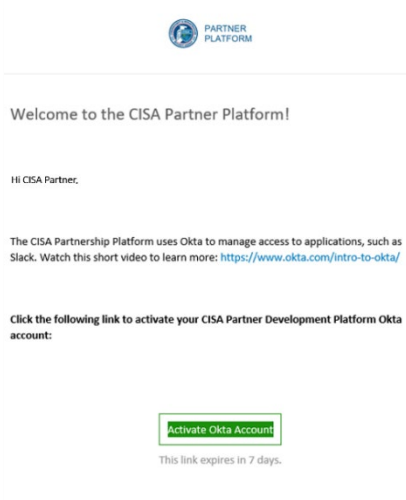 PARTNER
PLATFORM
Welcome to the CISA Partner Platform!
Hi CISA Partner,
The CISA Partnership Platform uses Okta to manage access to applications, such as
Slack. Watch this short video to learn more: https://www.okta.com/intro-to-okta/
Click the following link to activate your CISA Partner Development Platform Okta
account:
Activate Okta Account
This link expires in 7 days.